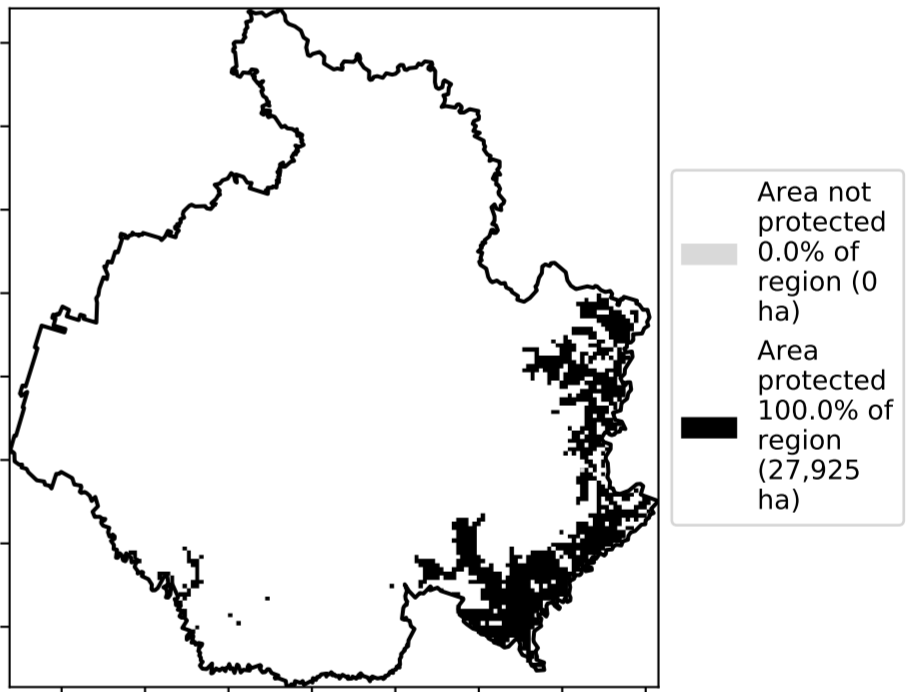 Area not
protected
0.0% of
region (0
ha)
Area
protected
100.0% of
region
(27,925
ha)